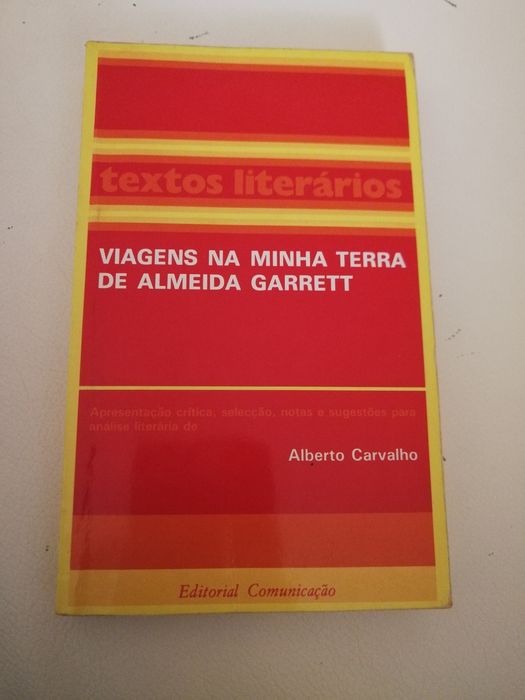 textos literários
VIAGENS NA MINHA TERRA
DE ALMEIDA GARRETT
Apresentação crítica, selecção, notas e sugestões para
análise literária de
Alberto Carvalho
Editorial Comunicação